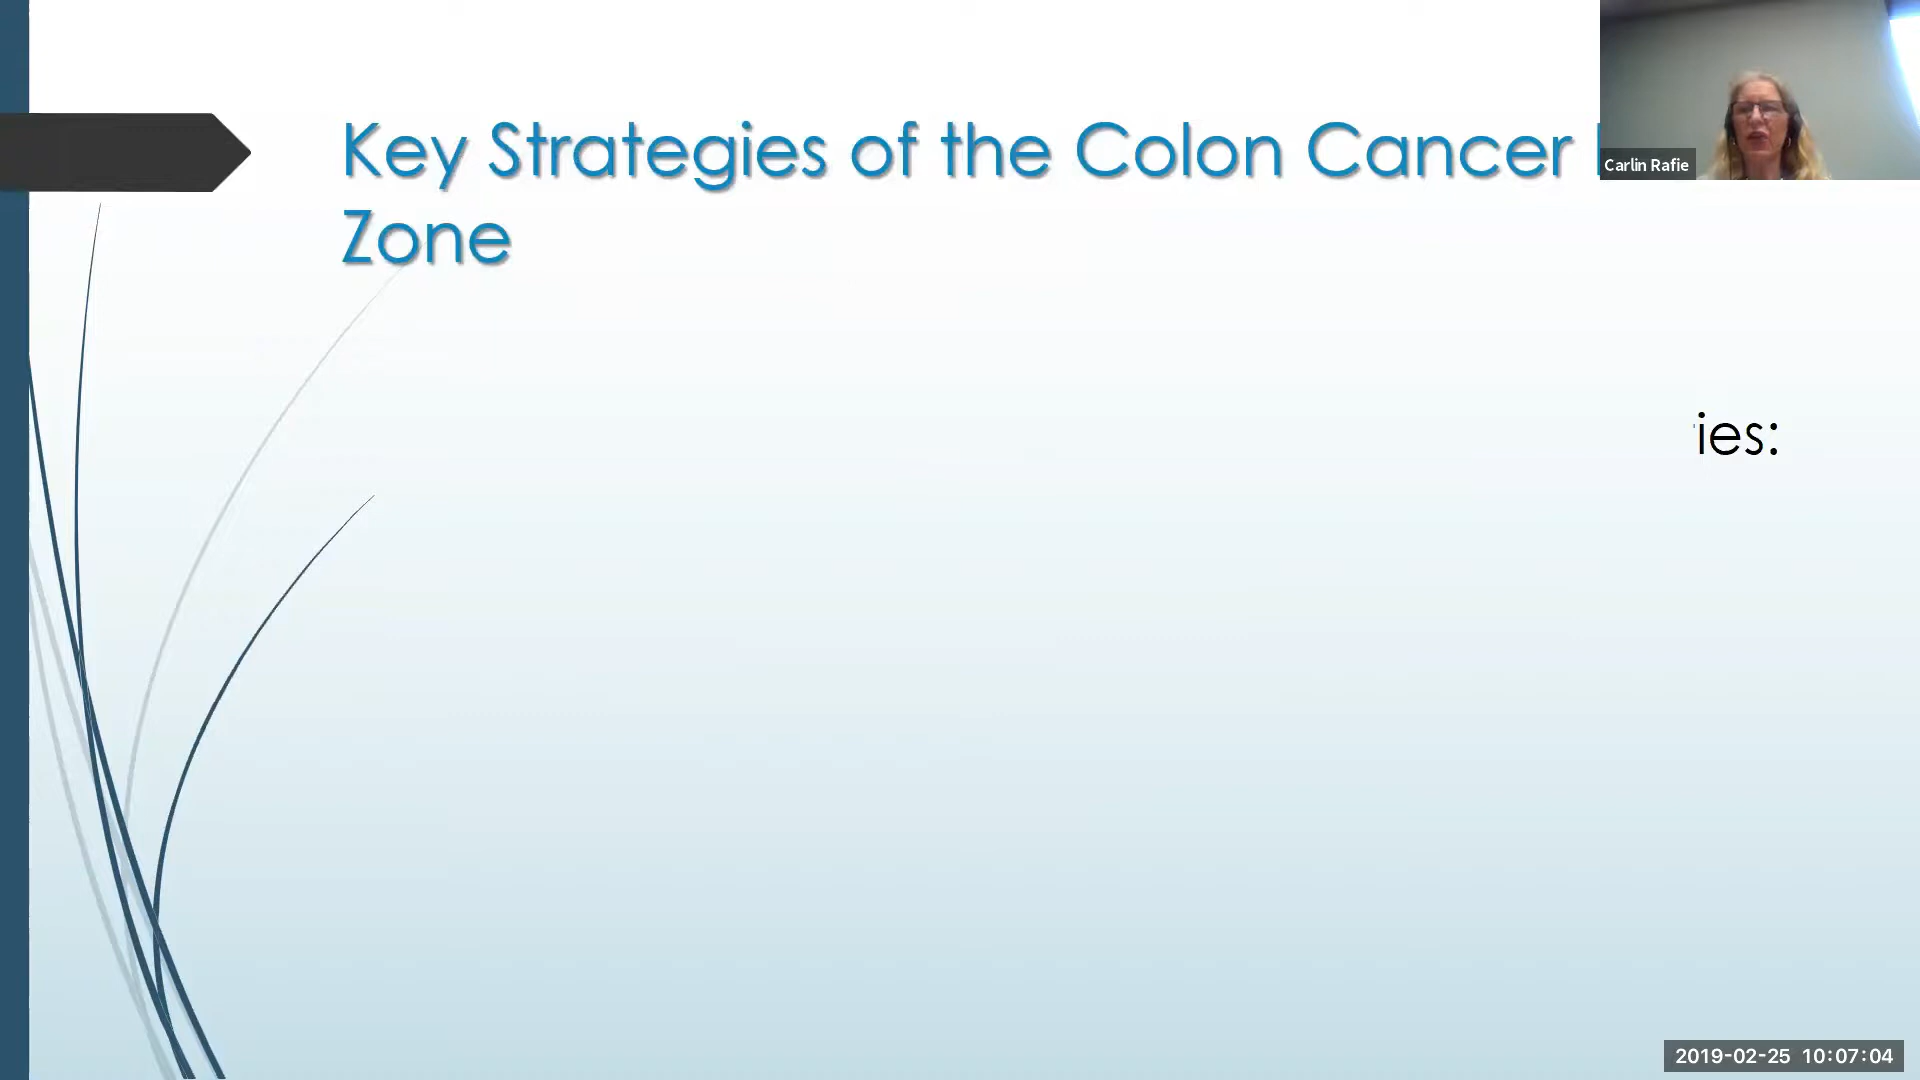 Key Strategies of the Colon Cancer
Zone
Carlin Rafie
ies:
2019-02-25 10:07:04